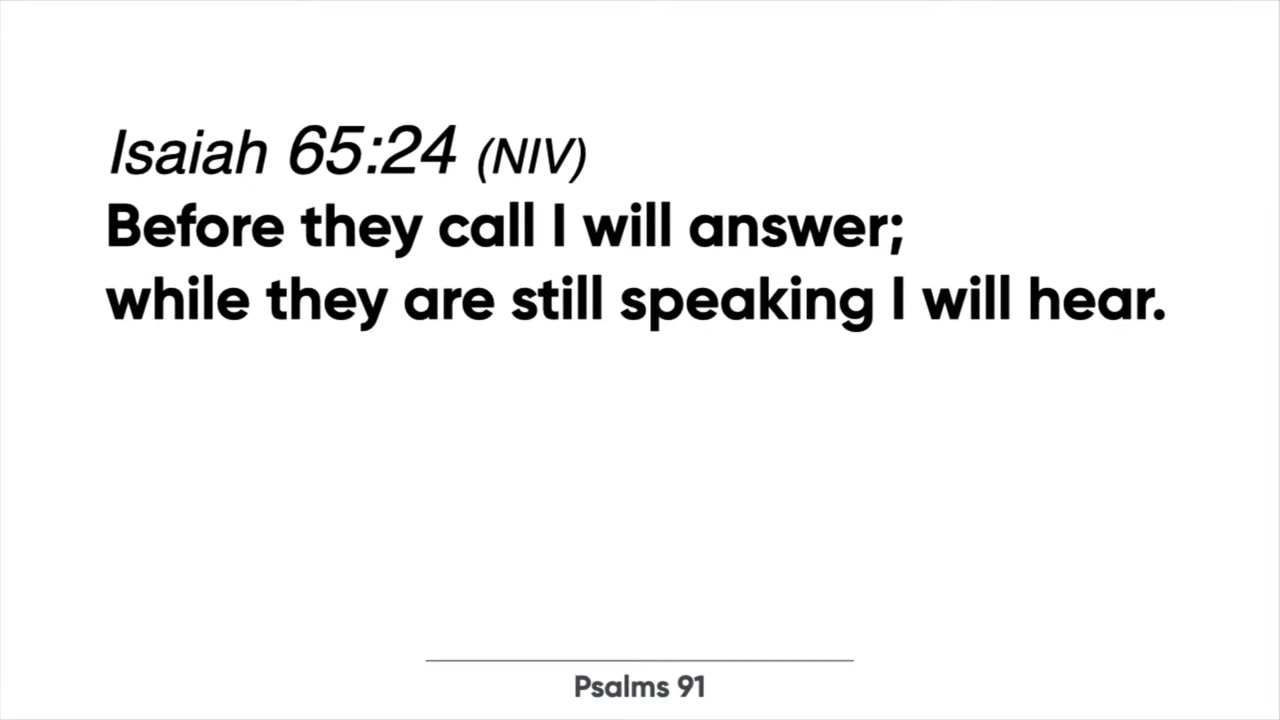 Isaiah 65:24 (NIV)
Before they call I will answer;
while they are still speaking I will hear.
Psalms 91